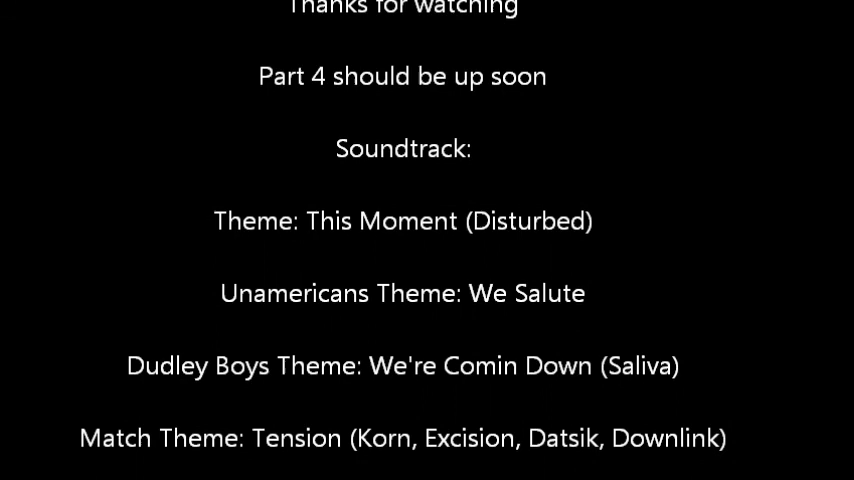 Thanks for watching
Part 4 should be up soon
Soundtrack:
Theme: This Moment (Disturbed)
Unamericans Theme: We Salute
Dudley Boys Theme: We're Comin Down (Saliva)
Match Theme: Tension (Korn, Excision, Datsik, Downlink)